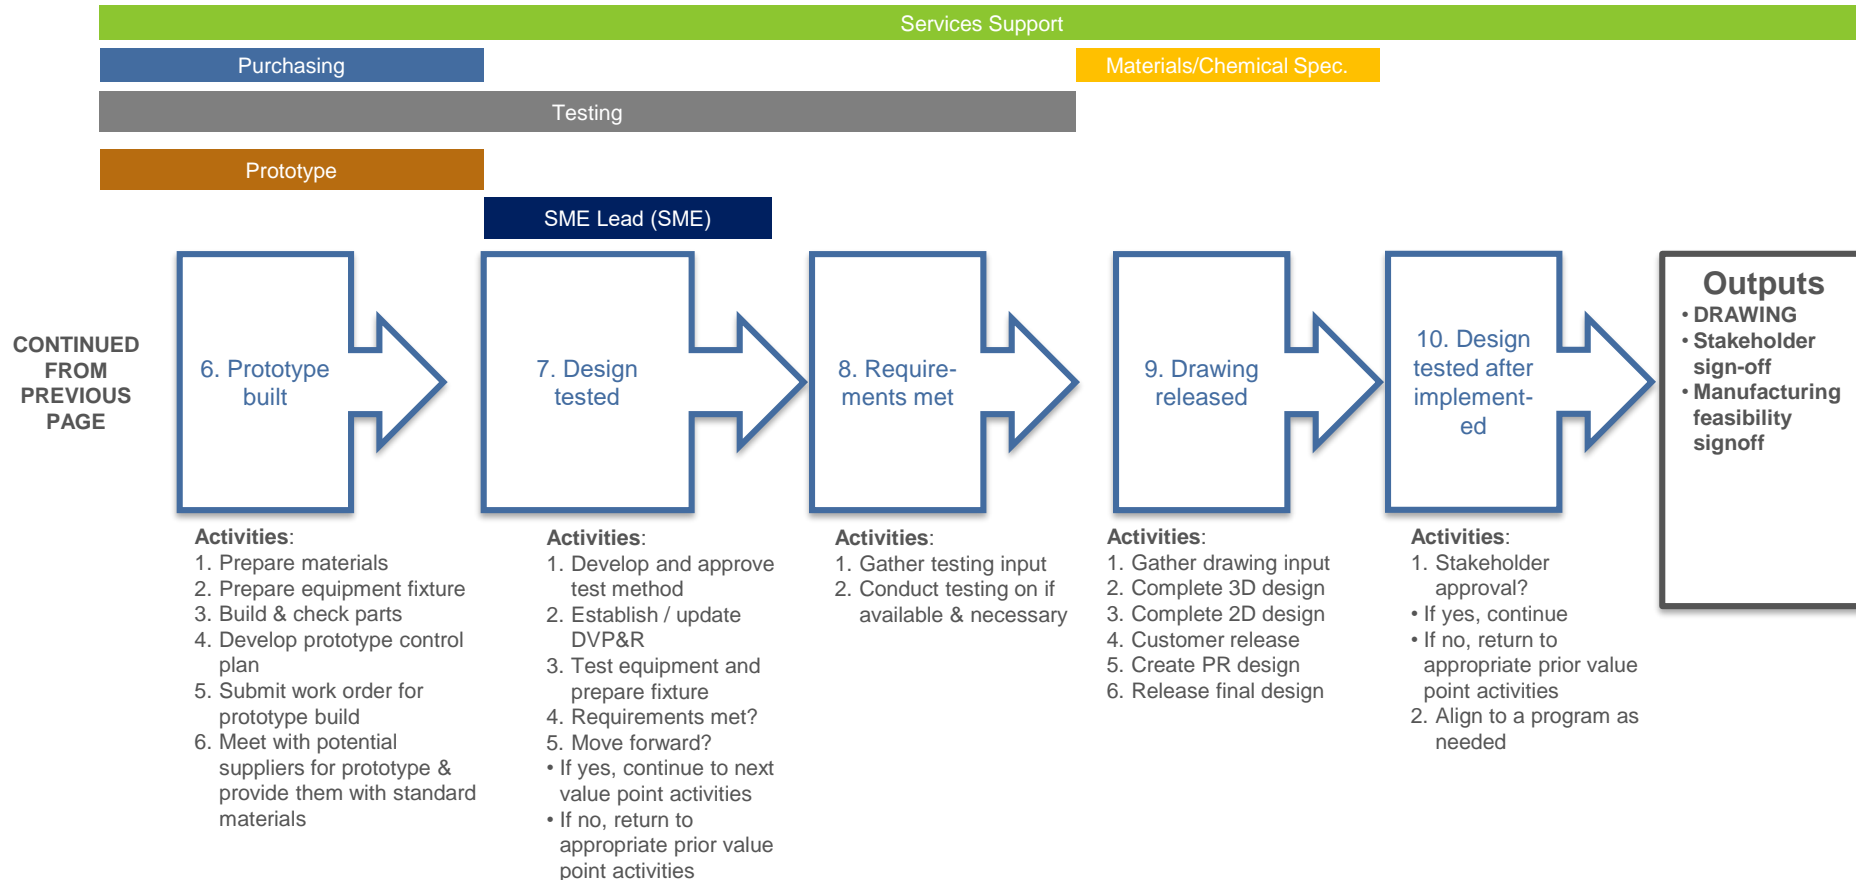 Services Support
Purchasing
Materials/Chemical Spec.
Testing
Prototype
SME Lead (SME)
CONTINUED
FROM
PREVIOUS
PAGE
6. Prototype
built
7. Design
tested
8. Require-
ments met
9. Drawing
released
10. Design
tested after
implement-
ed
Outputs
• DRAWING
• Stakeholder
sign-off
• Manufacturing
feasibility
signoff
Activities:
1. Prepare materials
2. Prepare equipment fixture
3. Build & check parts
4. Develop prototype control
plan
5. Submit work order for
prototype build
6. Meet with potential
suppliers for prototype &
provide them with standard
materials
Activities:
1. Develop and approve
test method
2. Establish / update
DVP&R
3. Test equipment and
prepare fixture
4. Requirements met?
5. Move forward?
• If yes, continue to next
value point activities
• If no, return to
appropriate prior value
point activities
Activities:
1. Gather testing input
2. Conduct testing on if
available & necessary
Activities:
1. Gather drawing input
2. Complete 3D design
3. Complete 2D design
4. Customer release
5. Create PR design
6. Release final design
Activities:
1. Stakeholder
approval?
• If yes, continue
• If no, return to
appropriate prior value
point activities
2. Align to a program as
needed